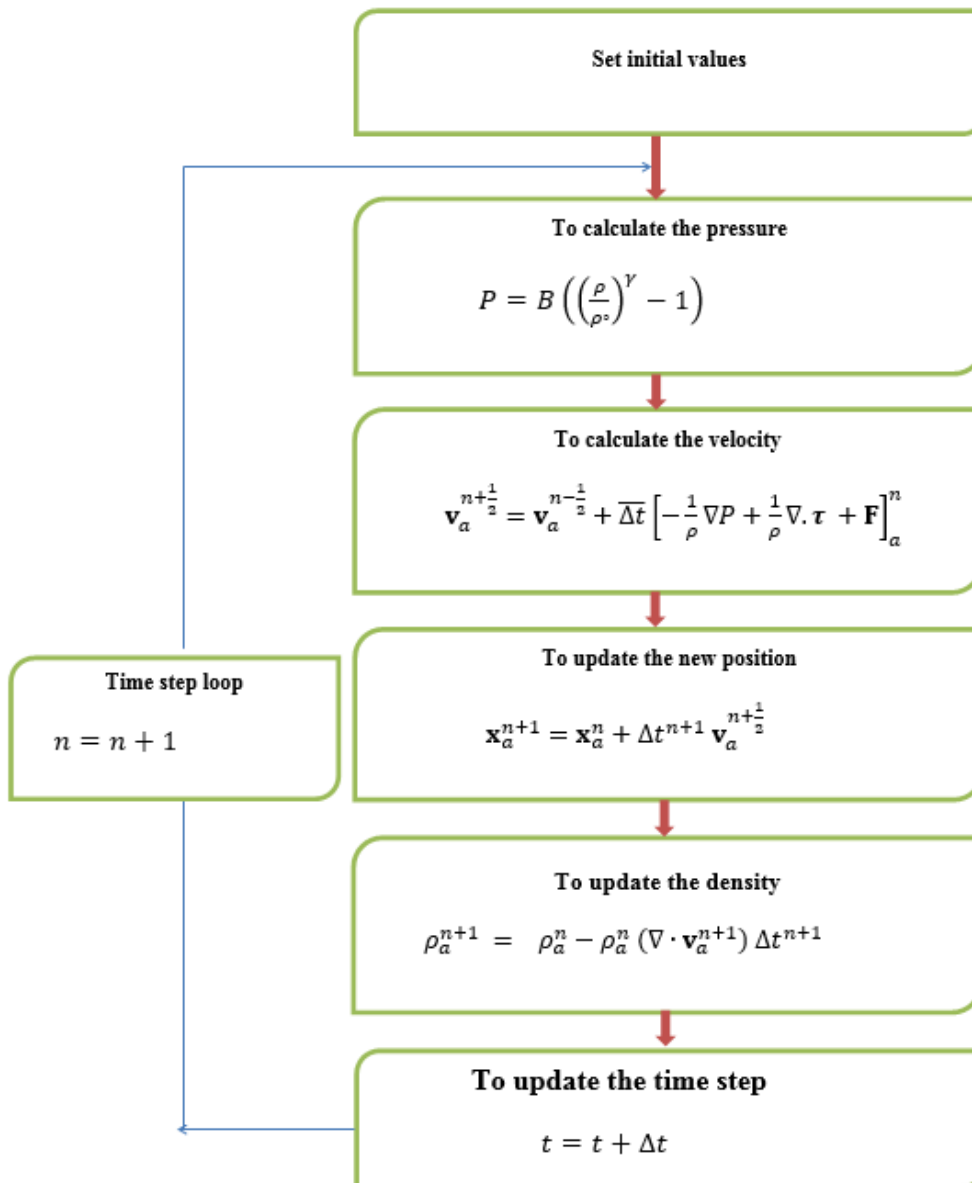 Set initial values
To calculate the pressure
P = B ((ρ/ρ°)^γ − 1)
To calculate the velocity
𝐯_a^{n+1/2} = 𝐯_a^{n−1/2} + \overline{Δt} [−1/ρ ∇P + 1/ρ ∇.𝝉 + 𝐅]_a^n
To update the new position
𝐱_a^{n+1} = 𝐱_a^n + Δt^{n+1} 𝐯_a^{n+1/2}
Time step loop
n = n + 1
To update the density
ρ_a^{n+1} = ρ_a^n − ρ_a^n (∇ · 𝐯_a^{n+1}) Δt^{n+1}
To update the time step
t = t + Δt